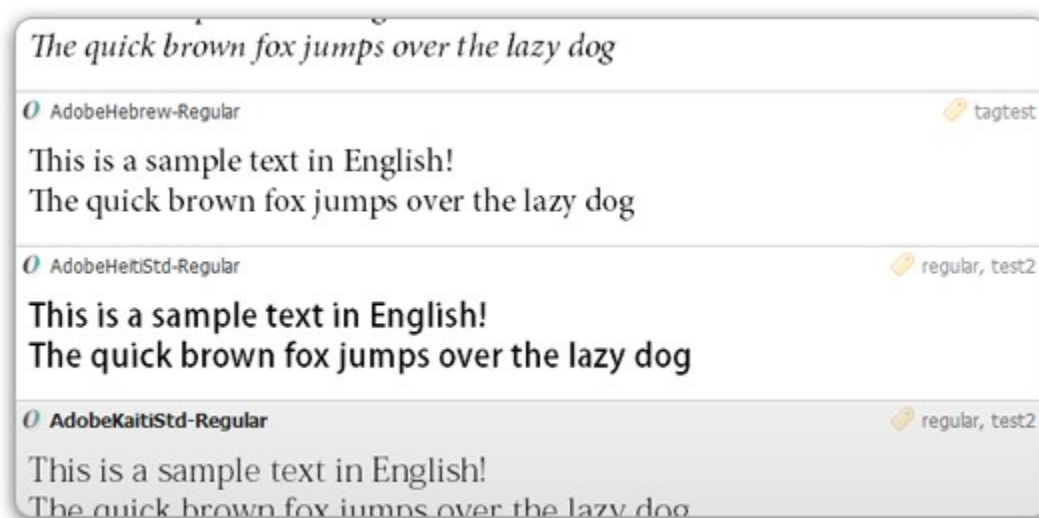 The quick brown fox jumps over the lazy dog
AdobeHebrew-Regular tagtest
This is a sample text in English!
The quick brown fox jumps over the lazy dog
AdobeHeitiStd-Regular regular, test2
This is a sample text in English!
The quick brown fox jumps over the lazy dog
AdobeKaitiStd-Regular regular, test2
This is a sample text in English!
The quick brown fox jumps over the lazy dog